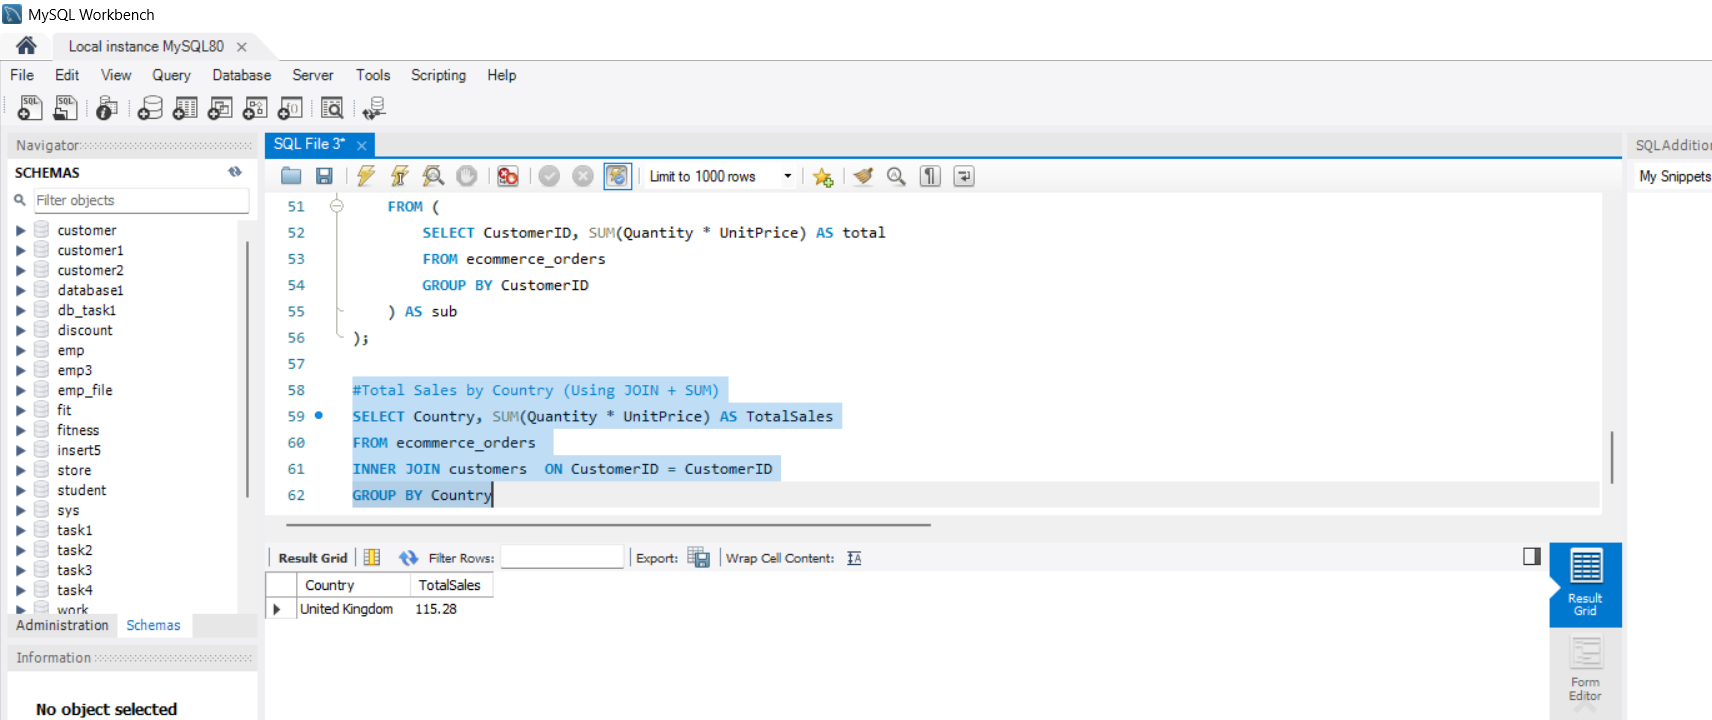 MySQL Workbench
Local instance MySQL80
File Edit View Query Database Server Tools Scripting Help
Navigator
SCHEMAS
Filter objects
customer
customer1
customer2
database1
db_task1
discount
emp
emp3
emp_file
fit
fitness
insert5
store
student
sys
task1
task2
task3
task4
work
Administration Schemas
Information
No object selected
SQL File 3*
Limit to 1000 rows
51 FROM (
52 SELECT CustomerID, SUM(Quantity * UnitPrice) AS total
53 FROM ecommerce_orders
54 GROUP BY CustomerID
55 ) AS sub
56 );
57
58 #Total Sales by Country (Using JOIN + SUM)
59 SELECT Country, SUM(Quantity * UnitPrice) AS TotalSales
60 FROM ecommerce_orders
61 INNER JOIN customers ON CustomerID = CustomerID
62 GROUP BY Country
Result Grid Filter Rows: Export: Wrap Cell Content:
Country TotalSales
United Kingdom 115.28
Result
Grid
Form
Editor
SQLAddition
My Snippets